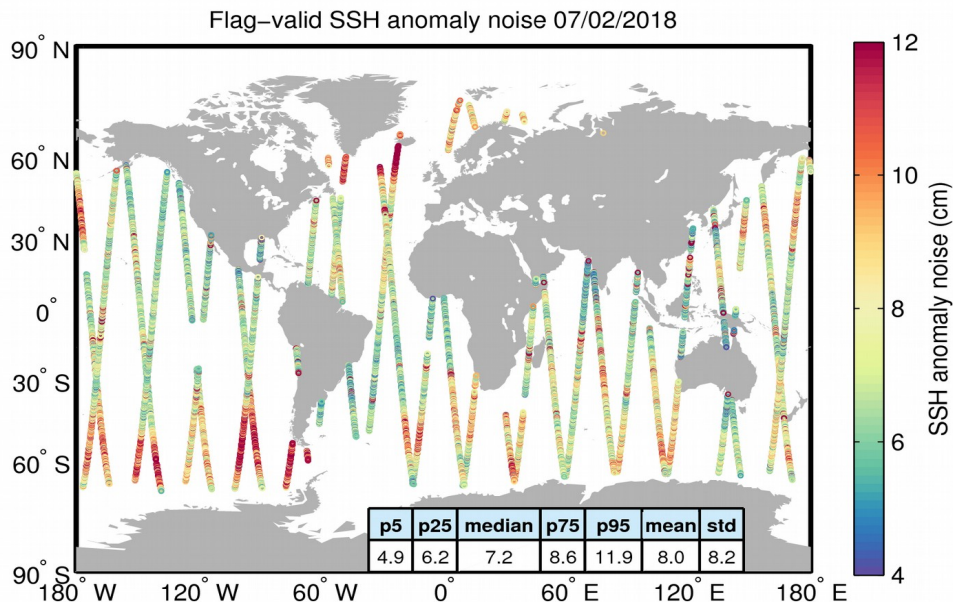 Flag−valid SSH anomaly noise 07/02/2018
90° N
60° N
30° N
0°
30° S
60° S
90° S
180° W
120° W
60° W
0°
60° E
120° E
180° E
p5 p25 median p75 p95 mean std
4.9 6.2 7.2 8.6 11.9 8.0 8.2
12
10
8
6
4
SSH anomaly noise (cm)